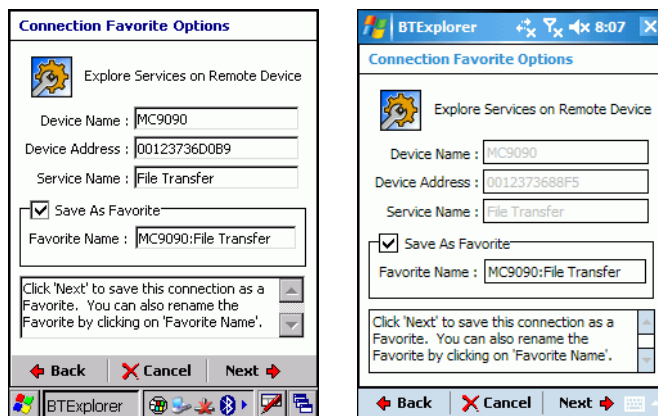 Connection Favorite Options
Explore Services on Remote Device
Device Name : MC9090
Device Address : 00123736D0B9
Service Name : File Transfer
Save As Favorite
Favorite Name : MC9090:File Transfer
Click 'Next' to save this connection as a
Favorite. You can also rename the
Favorite by clicking on 'Favorite Name'.
Back Cancel Next
BTExplorer
BTExplorer 8:07
Connection Favorite Options
Explore Services on Remote Device
Device Name : MC9090
Device Address : 0012373688F5
Service Name : File Transfer
Save As Favorite
Favorite Name : MC9090:File Transfer
Click 'Next' to save this connection as a
Favorite. You can also rename the
Favorite by clicking on 'Favorite Name'.
Back Cancel Next